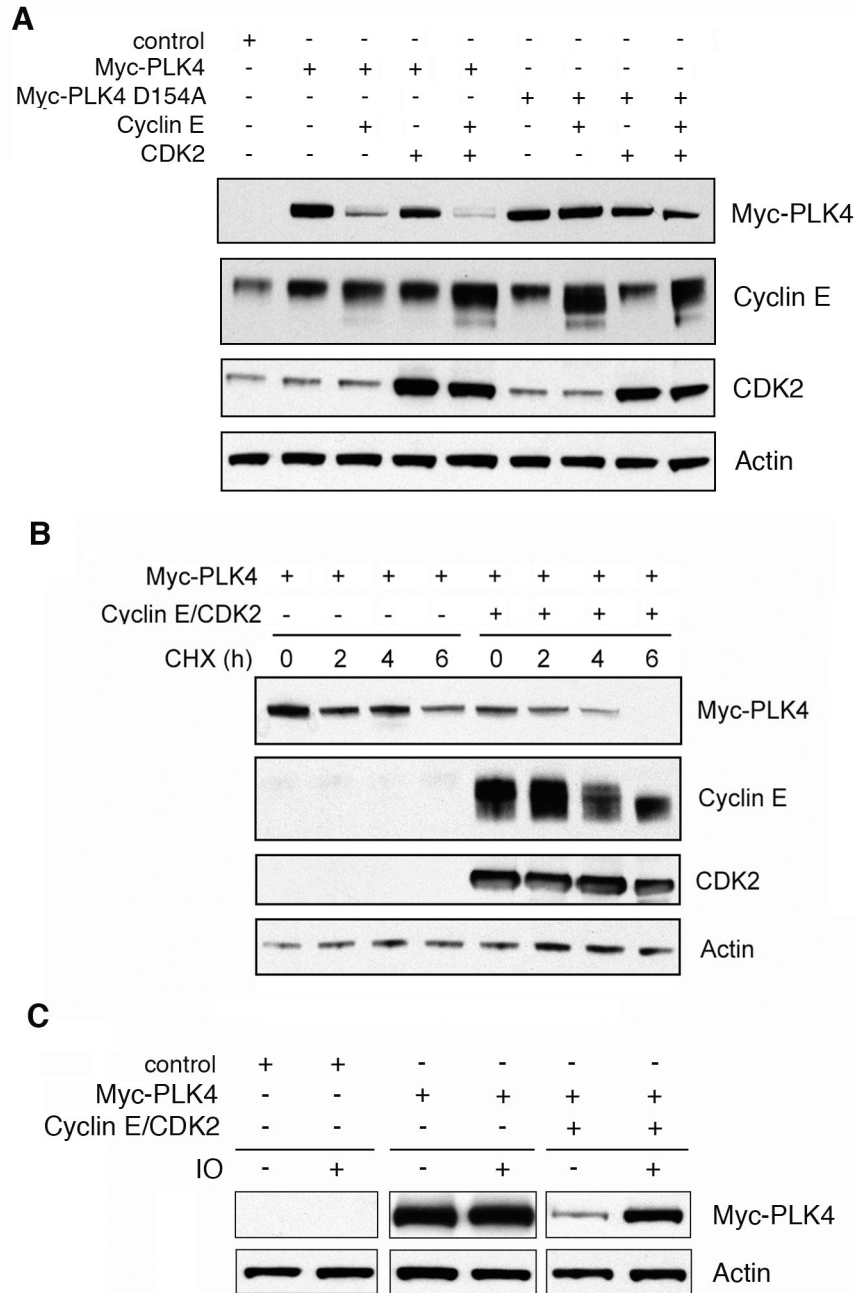 A
control + - - - - - - - -
Myc-PLK4 - + + + + - - - -
Myc-PLK4 D154A - - - - - + + + +
Cyclin E - - + - + - + - +
CDK2 - - - + + - - + +
Myc-PLK4
Cyclin E
CDK2
Actin
B
Myc-PLK4 + + + + + + + +
Cyclin E/CDK2 - - - - + + + +
CHX (h) 0 2 4 6 0 2 4 6
Myc-PLK4
Cyclin E
CDK2
Actin
C
control + + - - - -
Myc-PLK4 - - + + + +
Cyclin E/CDK2 - - - - + +
IO - + - + - +
Myc-PLK4
Actin